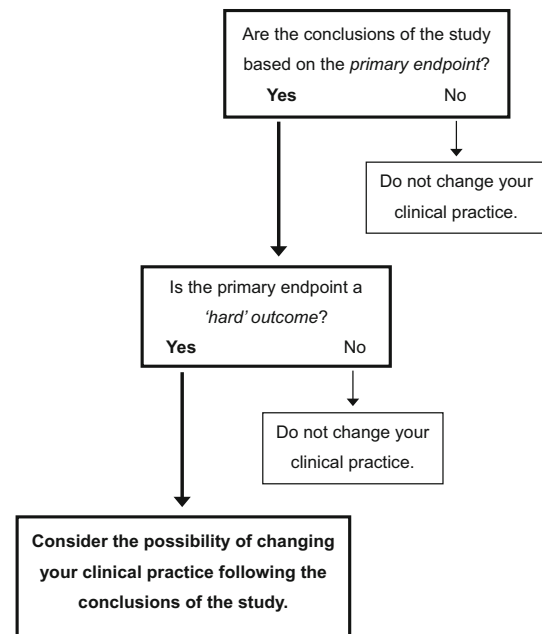 Are the conclusions of the study
based on the primary endpoint?
Yes No
Do not change your
clinical practice.
Is the primary endpoint a
‘hard’ outcome?
Yes No
Do not change your
clinical practice.
Consider the possibility of changing
your clinical practice following the
conclusions of the study.